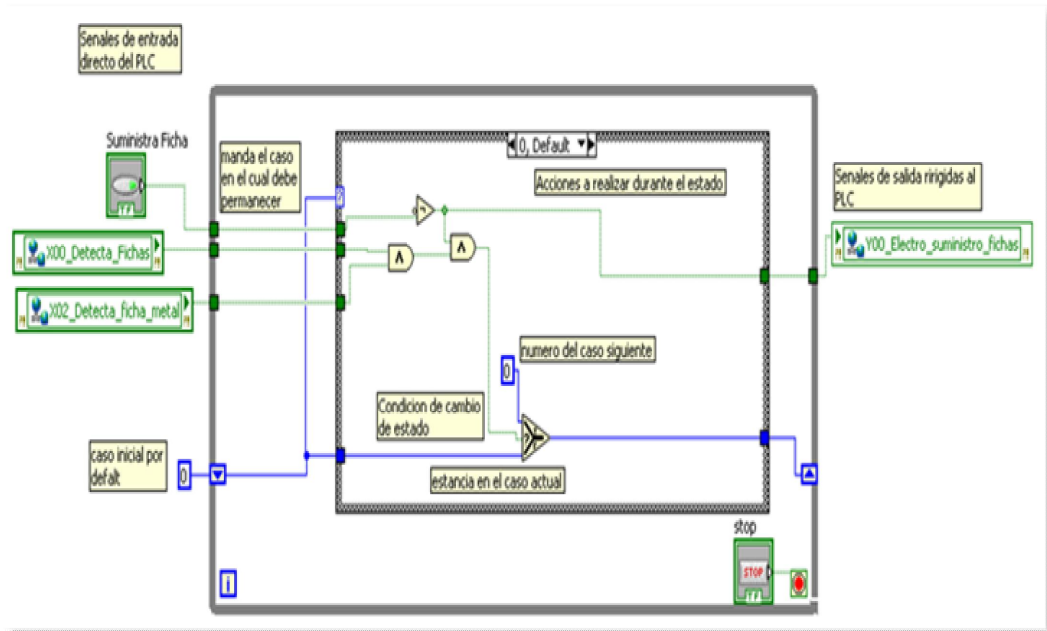 Senales de entrada
directo del PLC
Suministra Ficha
manda el caso
en el cual debe
permanecer
0, Default
Acciones a realizar durante el estado
Senales de salida ririgidas al
PLC
X00_Detecta_Fichas
Y00_Electro_suministro_fichas
X02_Detecta_ficha_metal
numero del caso siguiente
0
Condicion de cambio
de estado
caso inicial por
defalt
0
estancia en el caso actual
stop
STOP
TF
i